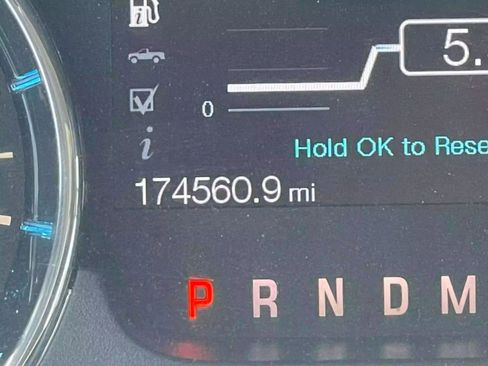 5.
0
i
Hold OK to Rese
174560.9 mi
P R N D M